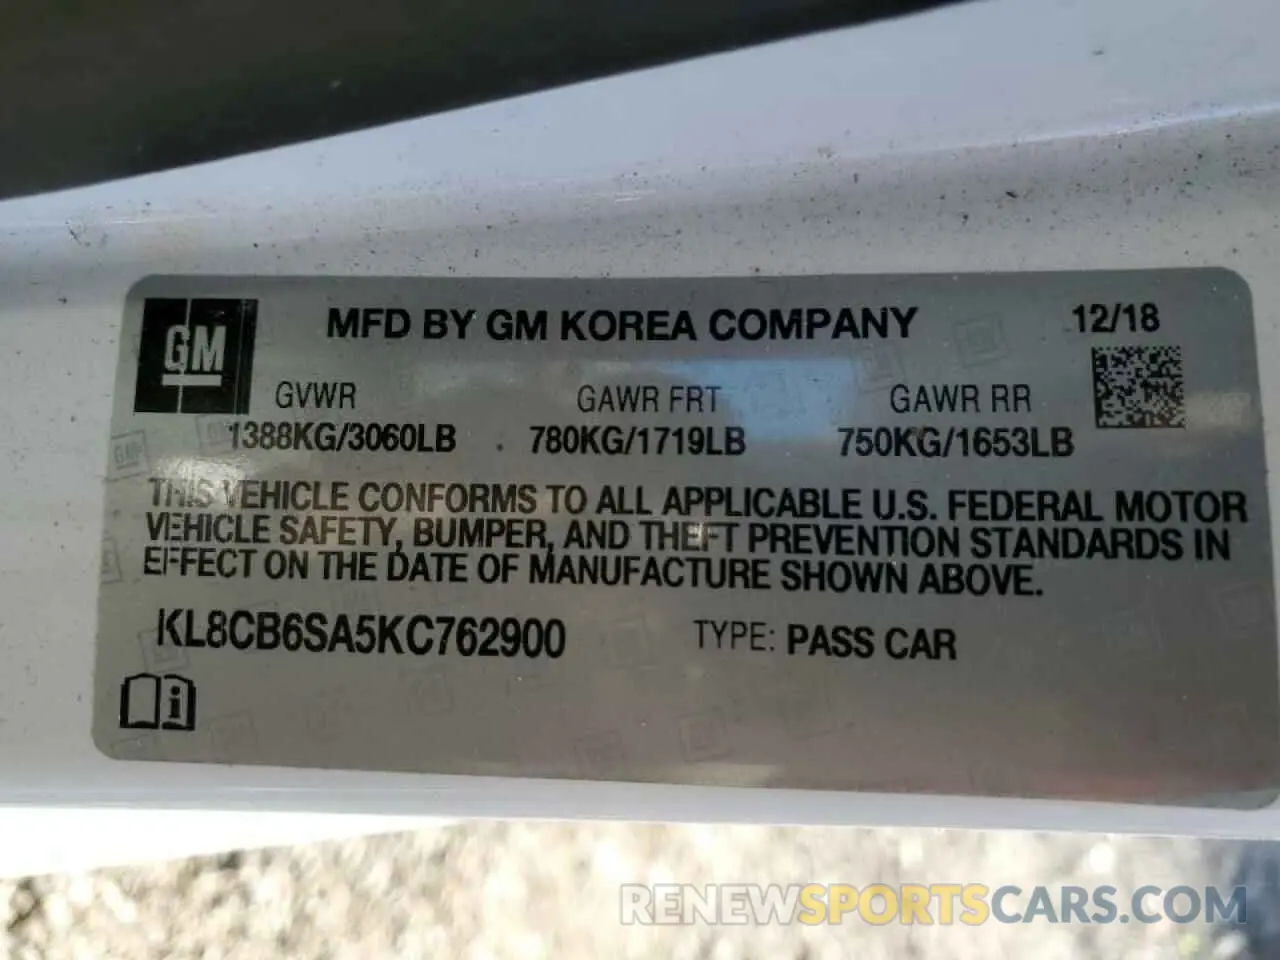 GM
MFD BY GM KOREA COMPANY 12/18
GVWR GAWR FRT GAWR RR
1388KG/3060LB 780KG/1719LB 750KG/1653LB
THIS VEHICLE CONFORMS TO ALL APPLICABLE U.S. FEDERAL MOTOR
VEHICLE SAFETY, BUMPER, AND THEFT PREVENTION STANDARDS IN
EFFECT ON THE DATE OF MANUFACTURE SHOWN ABOVE.
KL8CB6SA5KC762900 TYPE: PASS CAR
i
RENEWSPORTSCARS.COM